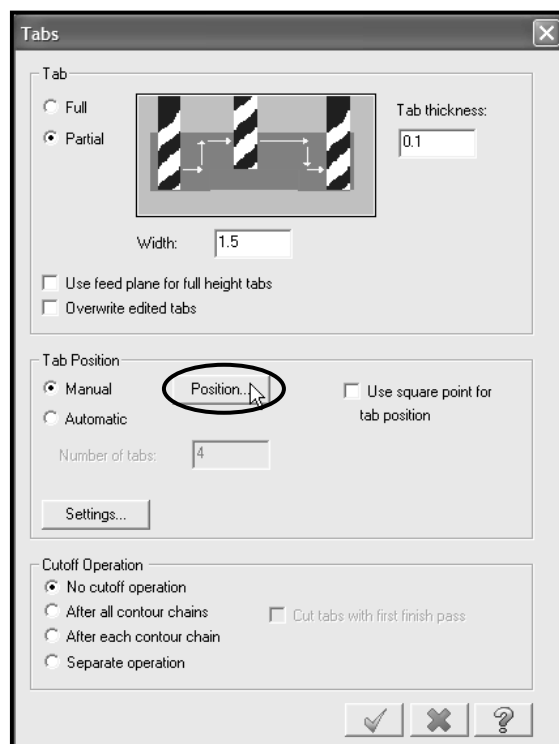 Tabs
Tab
Full
Partial
Tab thickness:
0.1
Width:
1.5
Use feed plane for full height tabs
Overwrite edited tabs
Tab Position
Manual
Position...
Use square point for
tab position
Automatic
Number of tabs:
4
Settings...
Cutoff Operation
No cutoff operation
After all contour chains
Cut tabs with first finish pass
After each contour chain
Separate operation
?